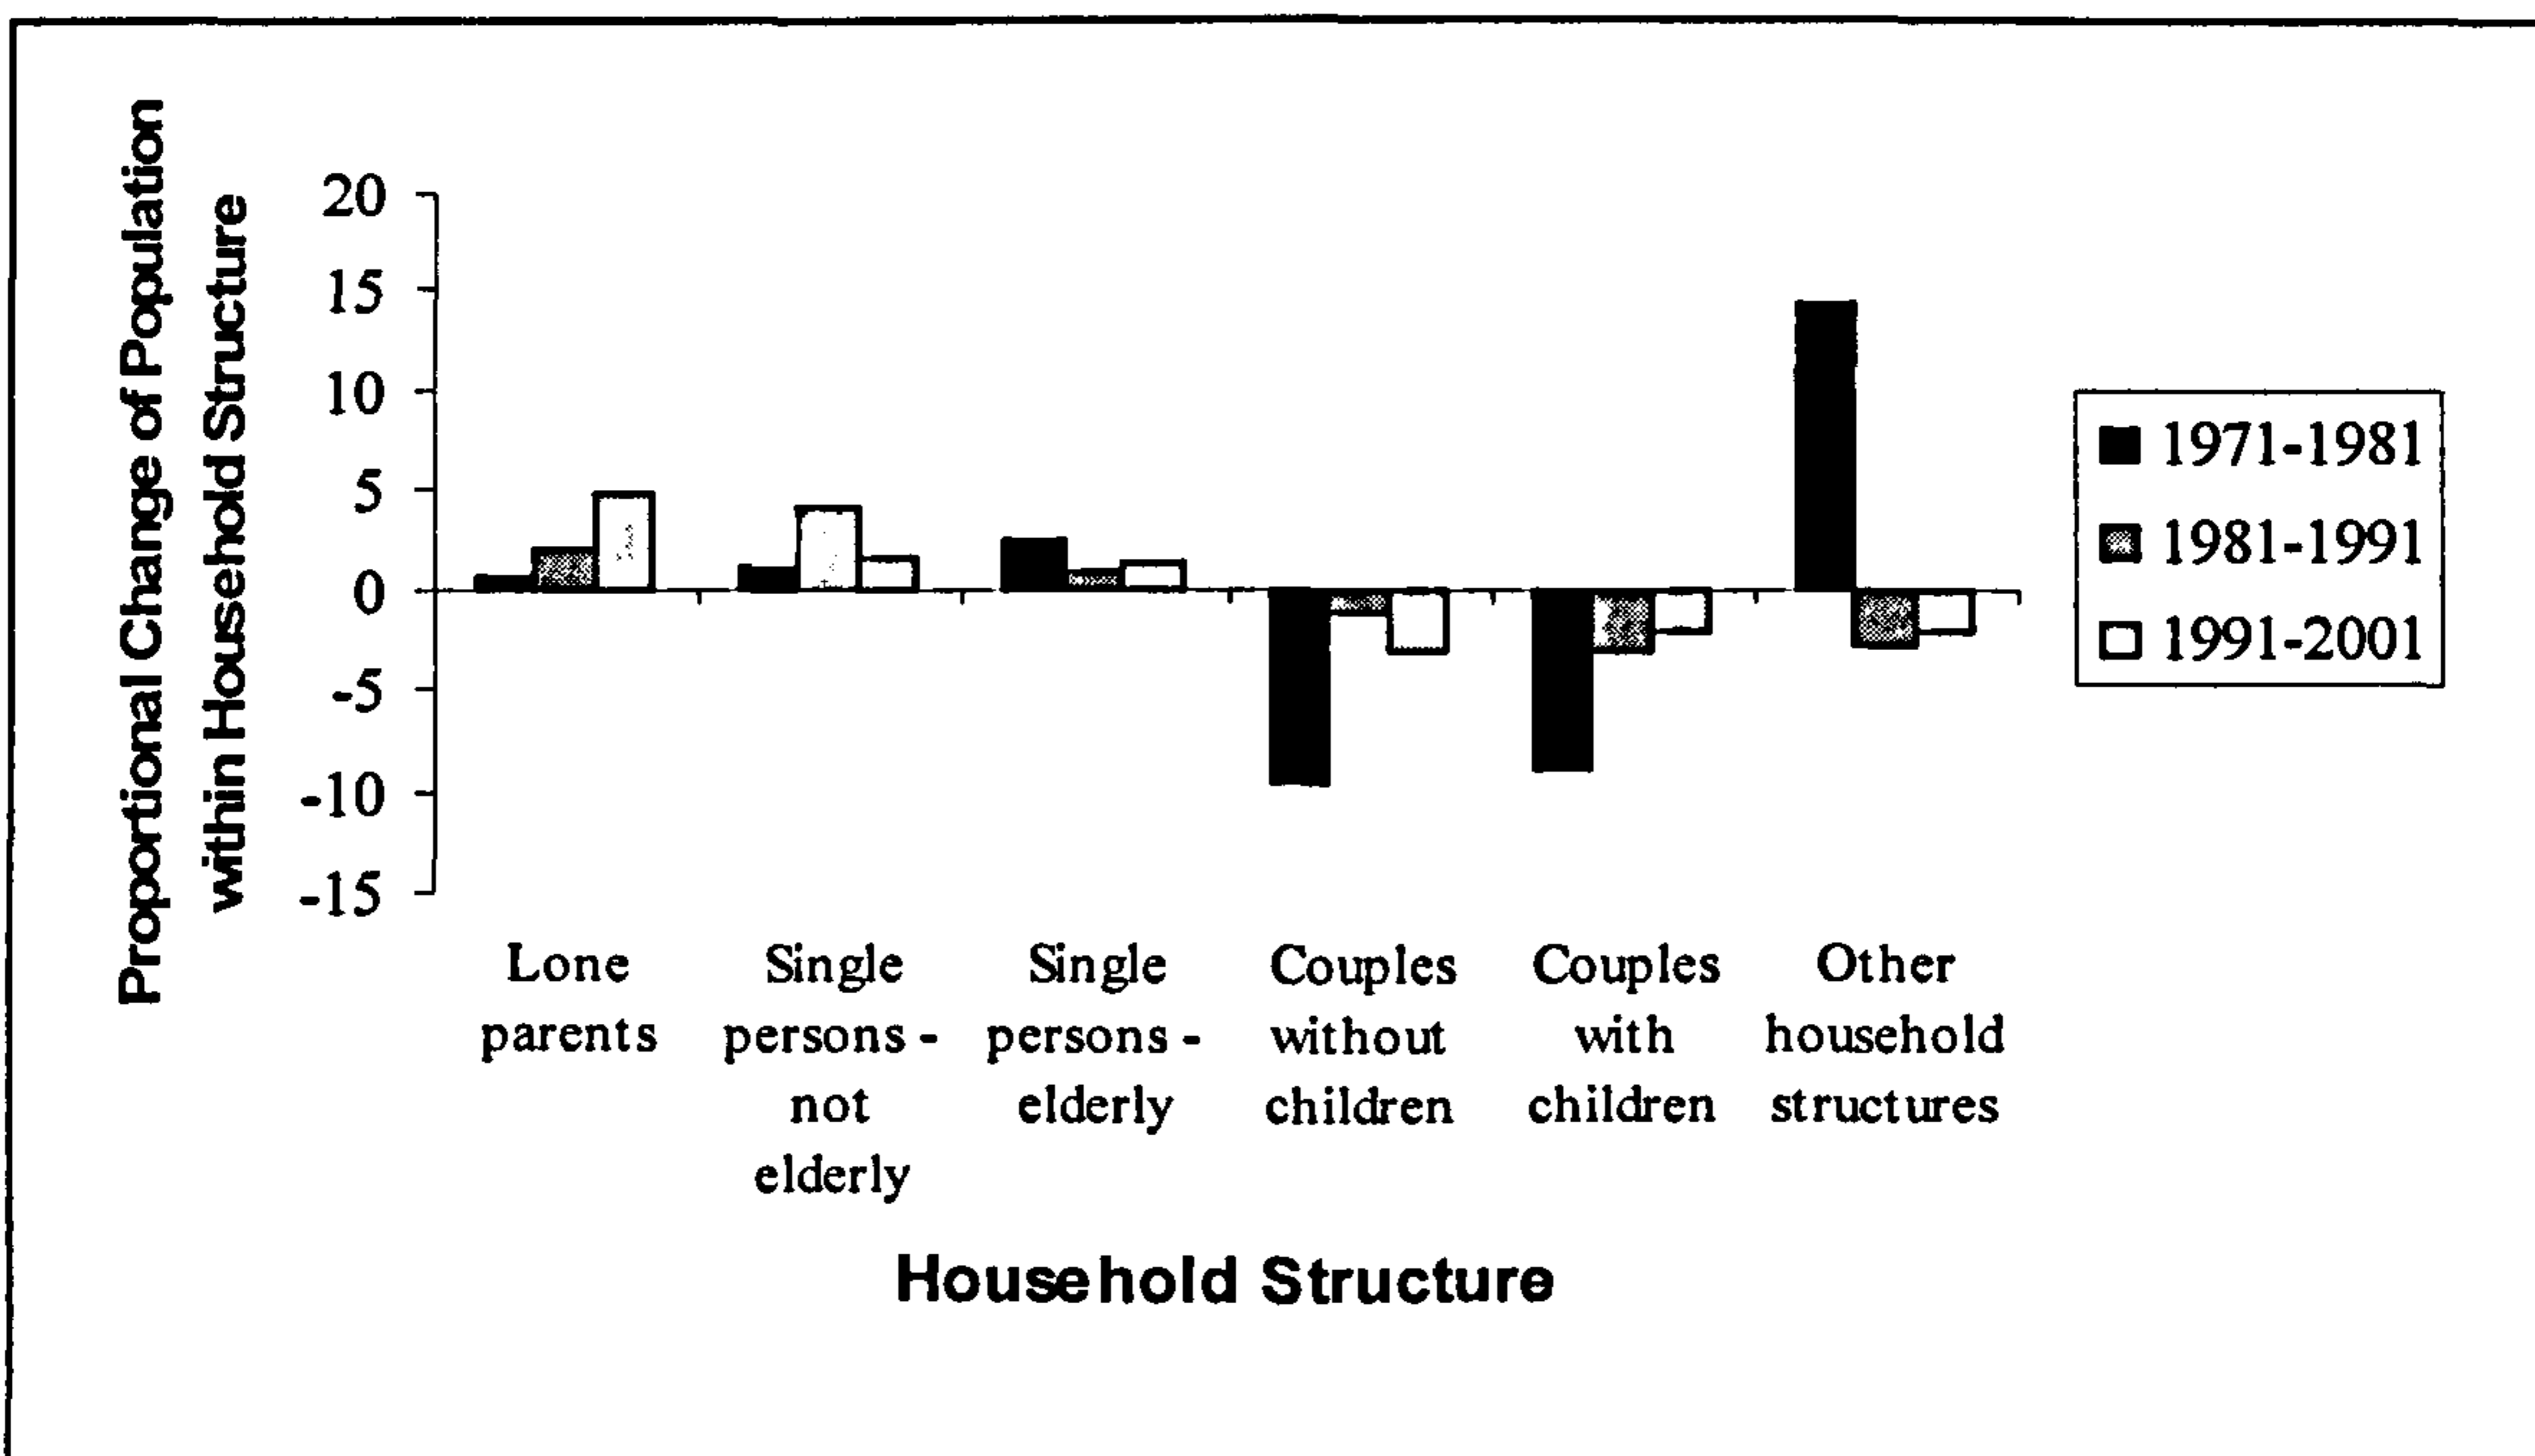 Proportional Change of Population
within Household Structure
20
15
10
5
0
-5
-10
-15
Lone
parents
Single
persons -
not
elderly
Single
persons -
elderly
Couples
without
children
Couples
with
children
Other
household
structures
Household Structure
1971-1981
1981-1991
1991-2001